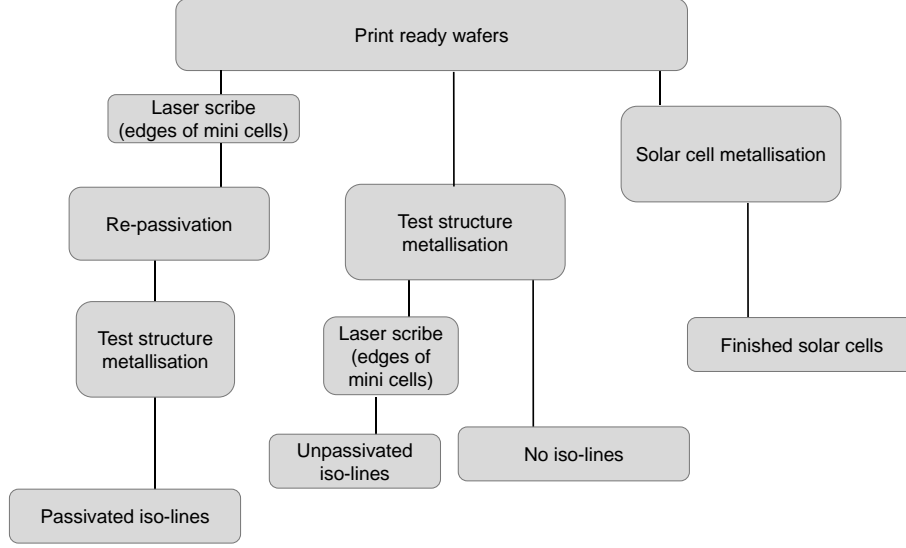 Print ready wafers
Laser scribe
(edges of mini cells)
Solar cell metallisation
Re-passivation
Test structure
metallisation
Test structure
metallisation
Laser scribe
(edges of
mini cells)
Finished solar cells
Unpassivated
iso-lines
No iso-lines
Passivated iso-lines